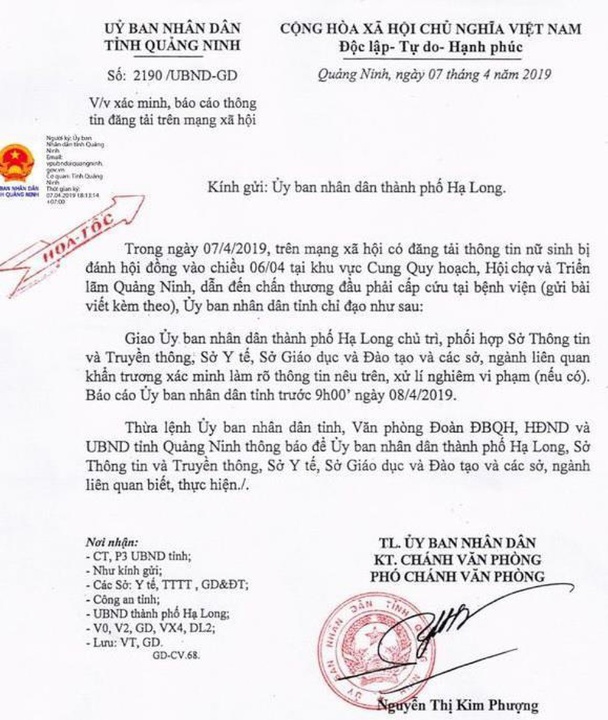 UỶ BAN NHÂN DÂN
TỈNH QUẢNG NINH
CỘNG HÒA XÃ HỘI CHỦ NGHĨA VIỆT NAM
Độc lập- Tự do- Hạnh phúc
Số: 2190 /UBND-GD
Quảng Ninh, ngày 07 tháng 4 năm 2019
V/v xác minh, báo cáo thông
tin đăng tải trên mạng xã hội
Người ký: Ủy ban
Nhân dân tỉnh Quảng
Ninh
Email:
Cơ quan: Tỉnh Quảng
Ninh
Thời gian ký:
07.04.2019 18:13:14
+07:00
BAN NHÂN DÂN
H QUẢNG NINH
HỎA-TỐC
Kính gửi: Ủy ban nhân dân thành phố Hạ Long.
Trong ngày 07/4/2019, trên mạng xã hội có đăng tải thông tin nữ sinh bị
đánh hội đồng vào chiều 06/04 tại khu vực Cung Quy hoạch, Hội chợ và Triển
lãm Quảng Ninh, dẫn đến chấn thương đầu phải cấp cứu tại bệnh viện (gửi bài
viết kèm theo), Ủy ban nhân dân tỉnh chỉ đạo như sau:
Giao Ủy ban nhân dân thành phố Hạ Long chủ trì, phối hợp Sở Thông tin
và Truyền thông, Sở Y tế, Sở Giáo dục và Đào tạo và các sở, ngành liên quan
khẩn trương xác minh làm rõ thông tin nêu trên, xử lí nghiêm vi phạm (nếu có).
Báo cáo Ủy ban nhân dân tỉnh trước 9h00’ ngày 08/4/2019.
Thừa lệnh Ủy ban nhân dân tỉnh, Văn phòng Đoàn ĐBQH, HĐND và
UBND tỉnh Quảng Ninh thông báo để Ủy ban nhân dân thành phố Hạ Long, Sở
Thông tin và Truyền thông, Sở Y tế, Sở Giáo dục và Đào tạo và các sở, ngành
liên quan biết, thực hiện./.
Nơi nhận:
- CT, P3 UBND tỉnh;
- Như kính gửi;
- Các Sở: Y tế, TTTT , GD&ĐT;
- Công an tỉnh;
- UBND thành phố Hạ Long;
- V0, V2, GD, VX4, DL2;
- Lưu: VT, GD.
GD-CV.68.
TL. ỦY BAN NHÂN DÂN
KT. CHÁNH VĂN PHÒNG
PHÓ CHÁNH VĂN PHÒNG
Nguyễn Thị Kim Phượng